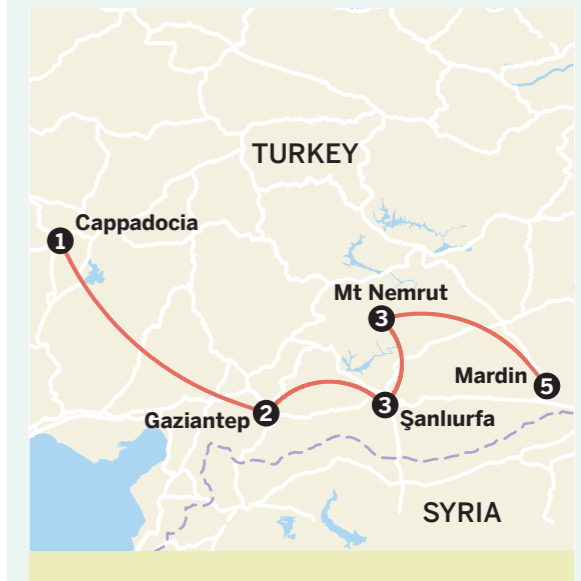 TURKEY
1 Cappadocia
Mt Nemrut
3
Mardin 5
Gaziantep 2
3 Şanlıurfa
SYRIA